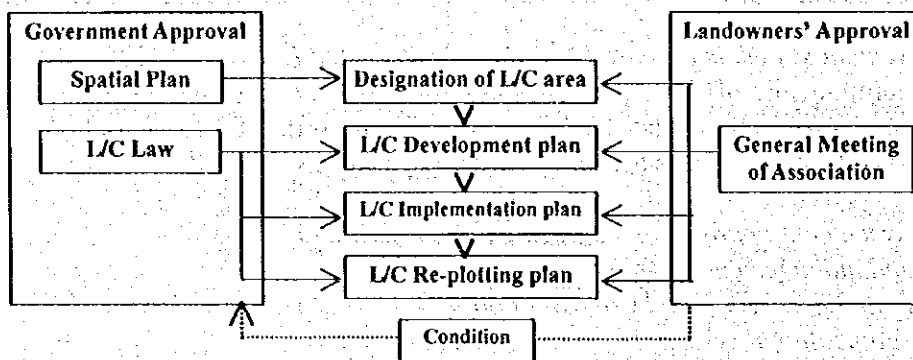 Government Approval
Landowners' Approval
Spatial Plan
Designation of L/C area
L/C Law
L/C Development plan
General Meeting
of Association
L/C Implementation plan
L/C Re-plotting plan
Condition